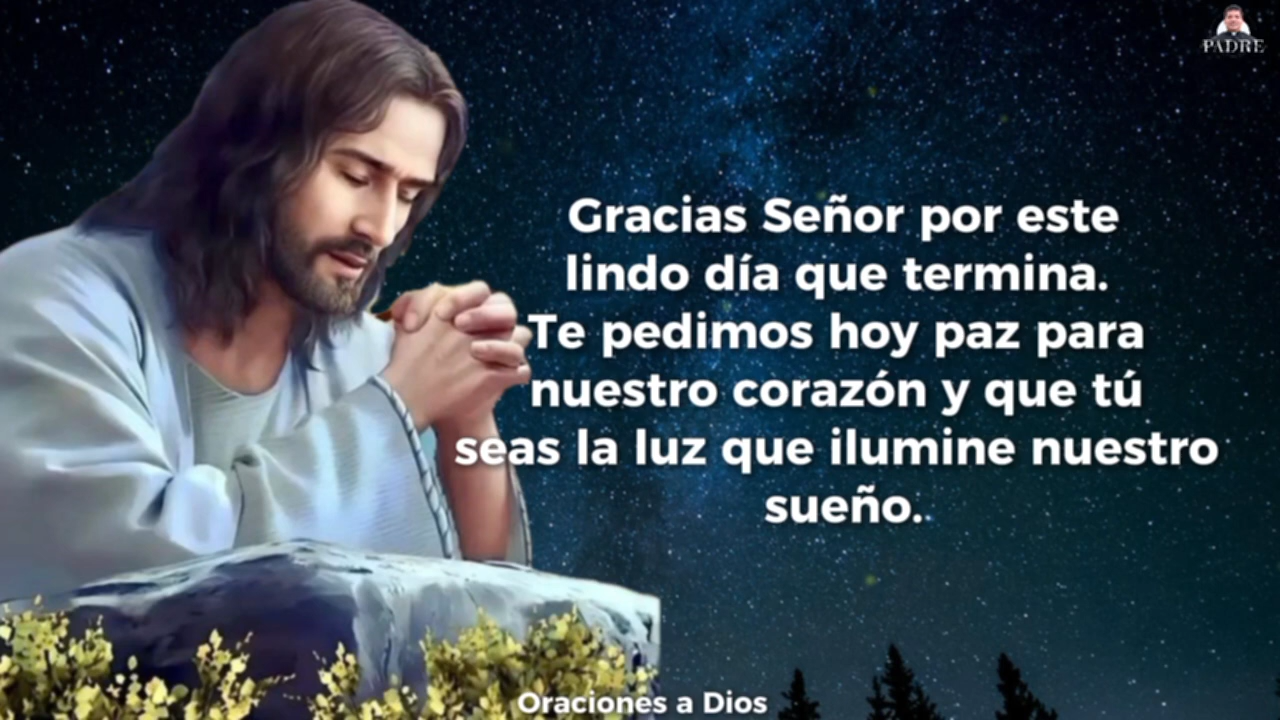 PADRE
Gracias Señor por este
lindo día que termina.
Te pedimos hoy paz para
nuestro corazón y que tú
seas la luz que ilumine nuestro
sueño.
Oraciones a Dios